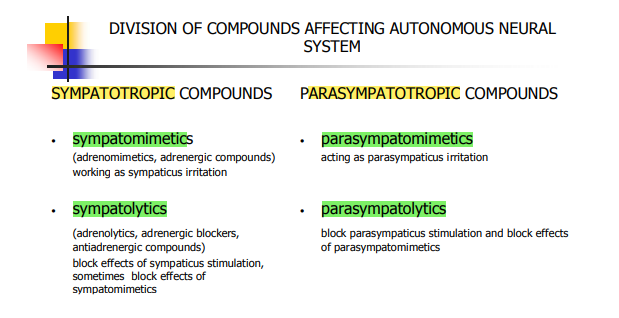 DIVISION OF COMPOUNDS AFFECTING AUTONOMOUS NEURAL
SYSTEM
SYMPATOTROPIC COMPOUNDS
• sympatomimetics
(adrenomimetics, adrenergic compounds)
working as sympaticus irritation
• sympatolytics
(adrenolytics, adrenergic blockers,
antiadrenergic compounds)
block effects of sympaticus stimulation,
sometimes block effects of
sympatomimetics
PARASYMPATOTROPIC COMPOUNDS
• parasympatomimetics
acting as parasympaticus irritation
• parasympatolytics
block parasympaticus stimulation and block effects
of parasympatomimetics